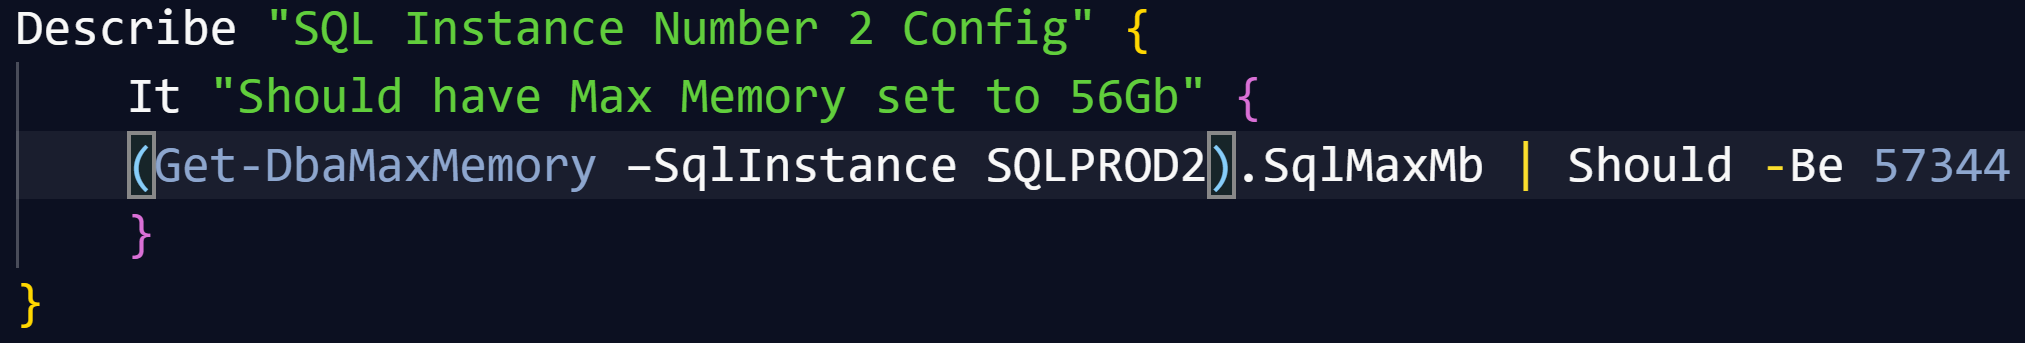 Describe "SQL Instance Number 2 Config" {
    It "Should have Max Memory set to 56Gb" {
    (Get-DbaMaxMemory –SqlInstance SQLPROD2).SqlMaxMb | Should -Be 57344
    }
}